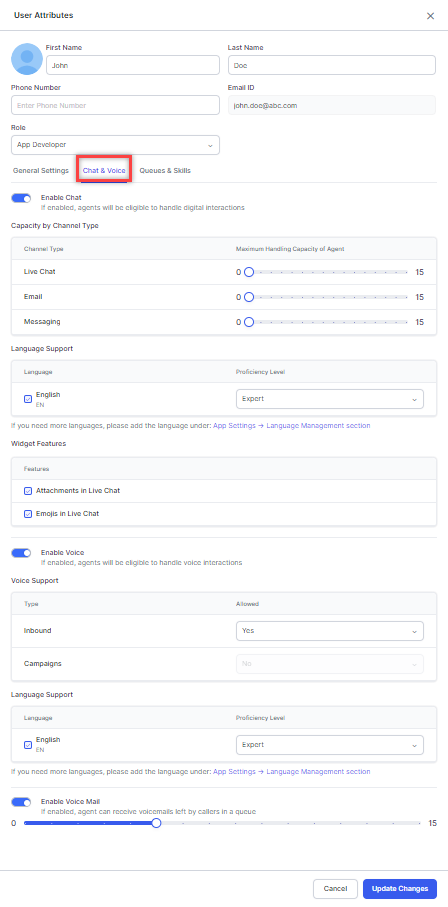 User Attributes
First Name
Last Name
John
Doe
Phone Number
Email ID
Enter Phone Number
john.doe@abc.com
Role
App Developer
General Settings
Chat & Voice
Queues & Skills
Enable Chat
If enabled, agents will be eligible to handle digital interactions
Capacity by Channel Type
Channel Type
Maximum Handling Capacity of Agent
Live Chat
0
15
Email
0
15
Messaging
0
15
Language Support
Language
Proficiency Level
English
EN
Expert
If you need more languages, please add the language under: App Settings → Language Management section
Widget Features
Features
Attachments in Live Chat
Emojis in Live Chat
Enable Voice
If enabled, agents will be eligible to handle voice interactions
Voice Support
Type
Allowed
Inbound
Yes
Campaigns
No
Language Support
Language
Proficiency Level
English
EN
Expert
If you need more languages, please add the language under: App Settings → Language Management section
Enable Voice Mail
If enabled, agent can receive voicemails left by callers in a queue
0
15
Cancel
Update Changes